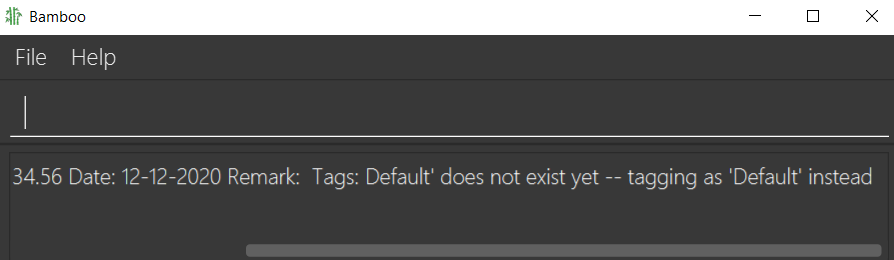 Bamboo
File Help
34.56 Date: 12-12-2020 Remark:  Tags: Default' does not exist yet -- tagging as 'Default' instead